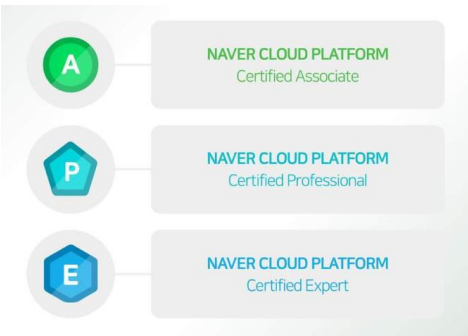 A
NAVER CLOUD PLATFORM
Certified Associate
P
NAVER CLOUD PLATFORM
Certified Professional
E
NAVER CLOUD PLATFORM
Certified Expert